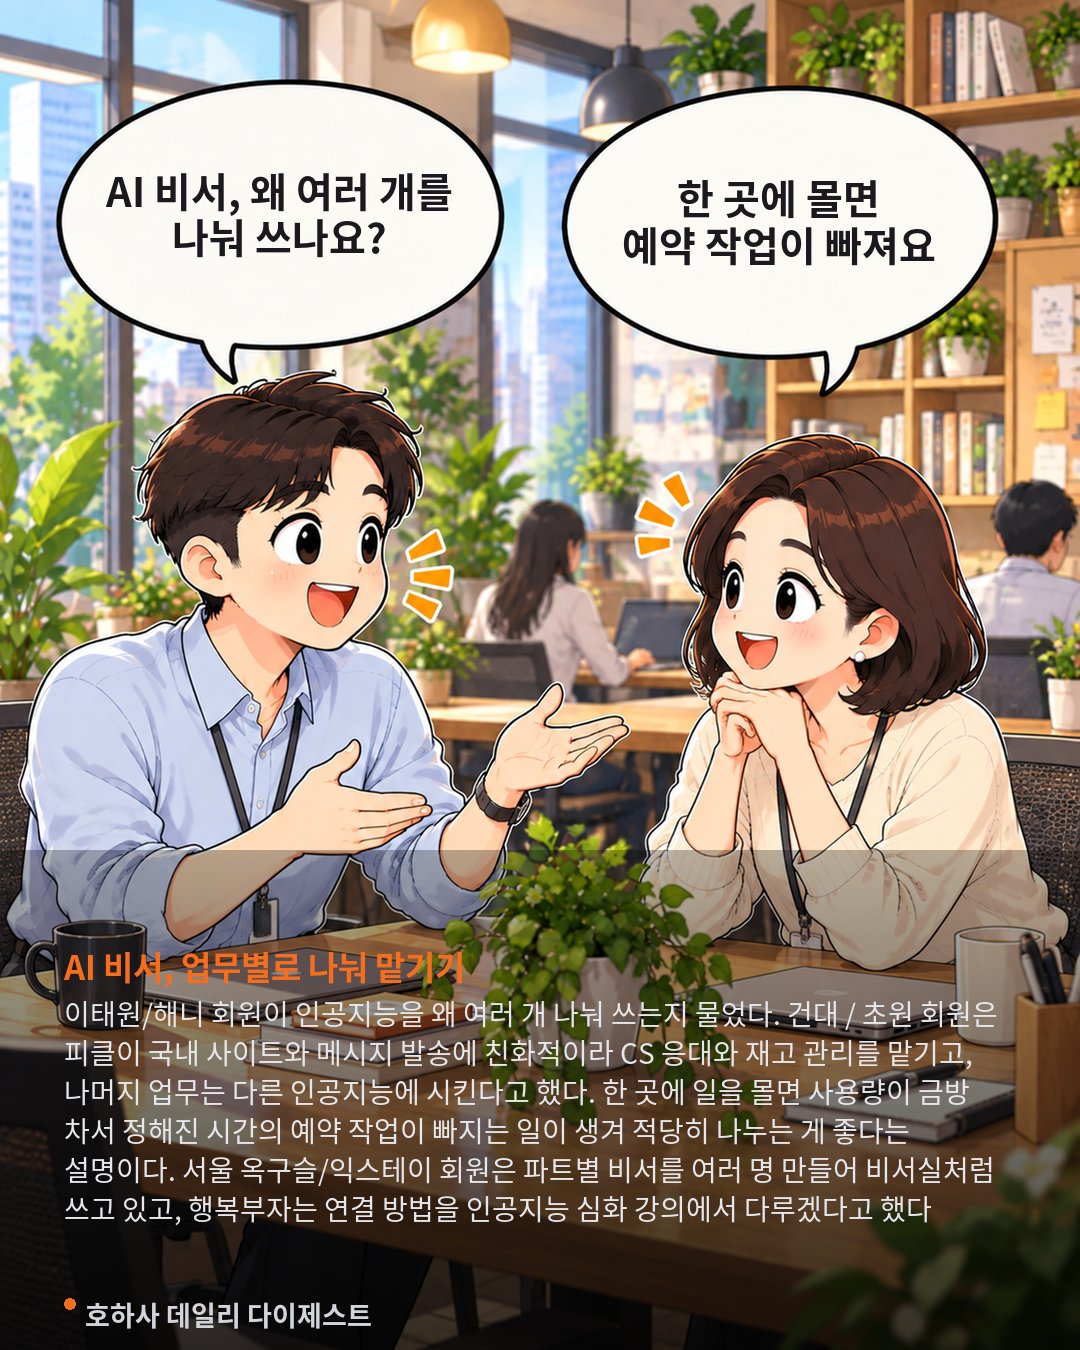 AI 비서, 왜 여러 개를
나눠 쓰나요?
한 곳에 몰면
예약 작업이 빠져요
AI 비서, 업무별로 나눠 맡기기
이태원/해니 회원이 인공지능을 왜 여러 개 나눠 쓰는지 물었다. 건대 / 초원 회원은
피클이 국내 사이트와 메시지 발송에 친화적이라 CS 응대와 재고 관리를 맡기고,
나머지 업무는 다른 인공지능에 시킨다고 했다. 한 곳에 일을 몰면 사용량이 금방
차서 정해진 시간의 예약 작업이 빠지는 일이 생겨 적당히 나누는 게 좋다는
설명이다. 서울 옥구슬/익스테이 회원은 파트별 비서를 여러 명 만들어 비서실처럼
쓰고 있고, 행복부자는 연결 방법을 인공지능 심화 강의에서 다루겠다고 했다
호하사 데일리 다이제스트